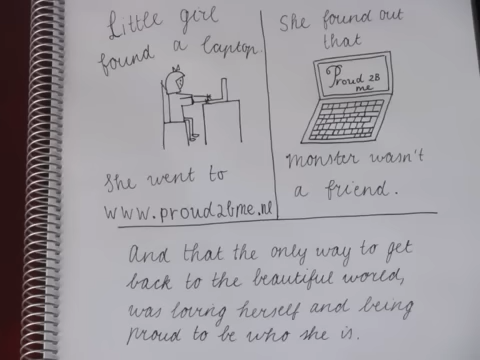 Little girl
found a laptop
She went to
www.proud2bme.nl
She found out
that
Proud 2B
me
monster wasn't
a friend.
And that the only way to get
back to the beautiful world,
was loving herself and being
proud to be who she is.